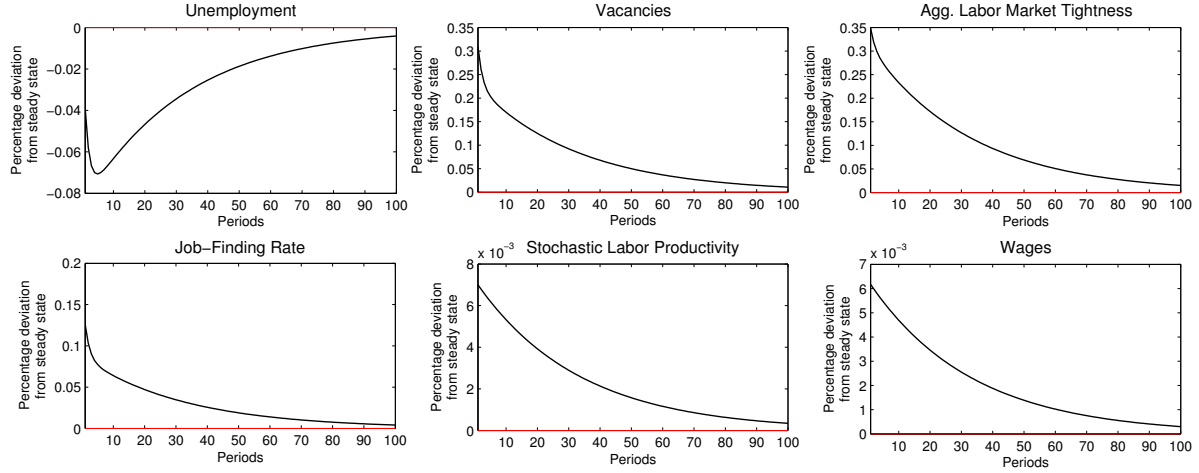 Unemployment
0
−0.02
−0.04
−0.06
−0.08
Percentage deviation
from steady state
10 20 30 40 50 60 70 80 90 100
Periods
Vacancies
0.35
0.3
0.25
0.2
0.15
0.1
0.05
0
Percentage deviation
from steady state
10 20 30 40 50 60 70 80 90 100
Periods
Agg. Labor Market Tightness
0.35
0.3
0.25
0.2
0.15
0.1
0.05
0
Percentage deviation
from steady state
10 20 30 40 50 60 70 80 90 100
Periods
Job−Finding Rate
0.2
0.15
0.1
0.05
0
Percentage deviation
from steady state
10 20 30 40 50 60 70 80 90 100
Periods
Stochastic Labor Productivity
x 10⁻³
8
6
4
2
0
Percentage deviation
from steady state
10 20 30 40 50 60 70 80 90 100
Periods
Wages
x 10⁻³
7
6
5
4
3
2
1
0
Percentage deviation
from steady state
10 20 30 40 50 60 70 80 90 100
Periods